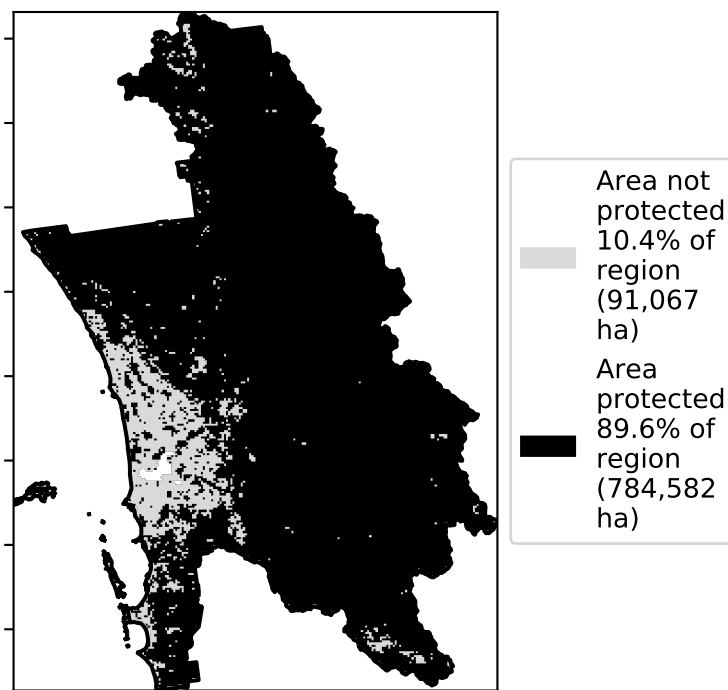 Area not
protected
10.4% of
region
(91,067
ha)
Area
protected
89.6% of
region
(784,582
ha)